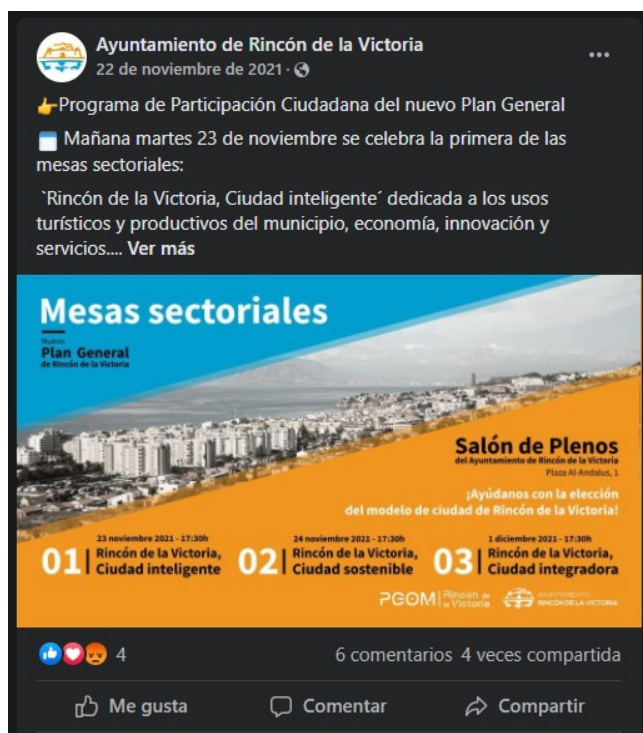 Ayuntamiento de Rincón de la Victoria
22 de noviembre de 2021 ·
👉Programa de Participación Ciudadana del nuevo Plan General
Mañana martes 23 de noviembre se celebra la primera de las
mesas sectoriales:
`Rincón de la Victoria, Ciudad inteligente´ dedicada a los usos
turísticos y productivos del municipio, economía, innovación y
servicios.... Ver más
Mesas sectoriales
Nuevo
Plan General
de Rincón de la Victoria
Salón de Plenos
del Ayuntamiento de Rincón de la Victoria
Plaza Al-Andalus, 1
¡Ayúdanos con la elección
del modelo de ciudad de Rincón de la Victoria!
23 noviembre 2021 - 17:30h
01 Rincón de la Victoria,
Ciudad inteligente
24 noviembre 2021 - 17:30h
02 Rincón de la Victoria,
Ciudad sostenible
1 diciembre 2021 - 17:30h
03 Rincón de la Victoria,
Ciudad integradora
PGOM Rincón de
la Victoria
AYUNTAMIENTO
RINCÓN DE LA VICTORIA
4
6 comentarios 4 veces compartida
Me gusta
Comentar
Compartir